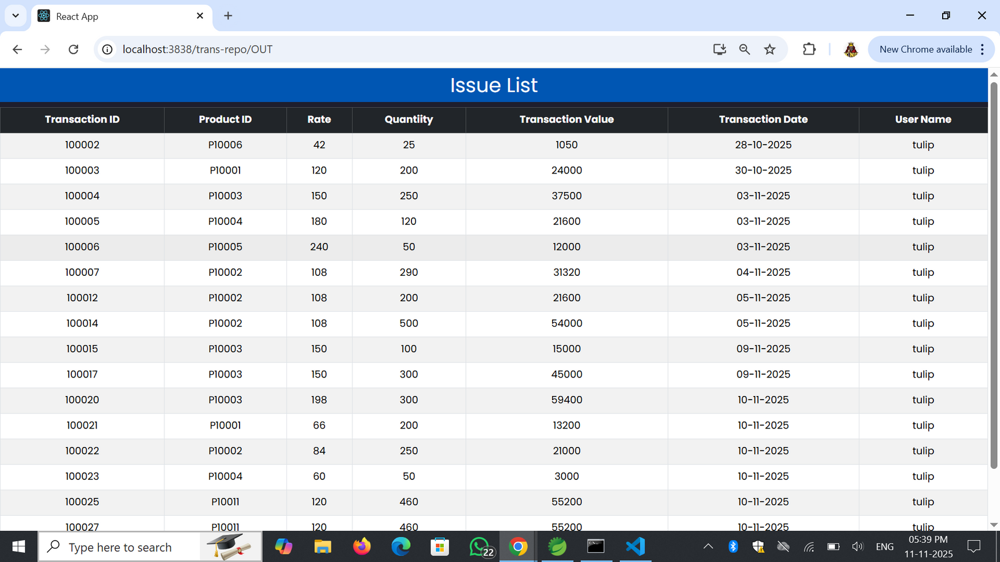 React App
localhost:3838/trans-repo/OUT
New Chrome available
Issue List
Transaction ID Product ID Rate Quantiity Transaction Value Transaction Date User Name
100002 P10006 42 25 1050 28-10-2025 tulip
100003 P10001 120 200 24000 30-10-2025 tulip
100004 P10003 150 250 37500 03-11-2025 tulip
100005 P10004 180 120 21600 03-11-2025 tulip
100006 P10005 240 50 12000 03-11-2025 tulip
100007 P10002 108 290 31320 04-11-2025 tulip
100012 P10002 108 200 21600 05-11-2025 tulip
100014 P10002 108 500 54000 05-11-2025 tulip
100015 P10003 150 100 15000 09-11-2025 tulip
100017 P10003 150 300 45000 09-11-2025 tulip
100020 P10003 198 300 59400 10-11-2025 tulip
100021 P10001 66 200 13200 10-11-2025 tulip
100022 P10002 84 250 21000 10-11-2025 tulip
100023 P10004 60 50 3000 10-11-2025 tulip
100025 P10011 120 460 55200 10-11-2025 tulip
100027 P10011 120 460 55200 10-11-2025 tulip
Type here to search
22
ENG
05:39 PM
11-11-2025